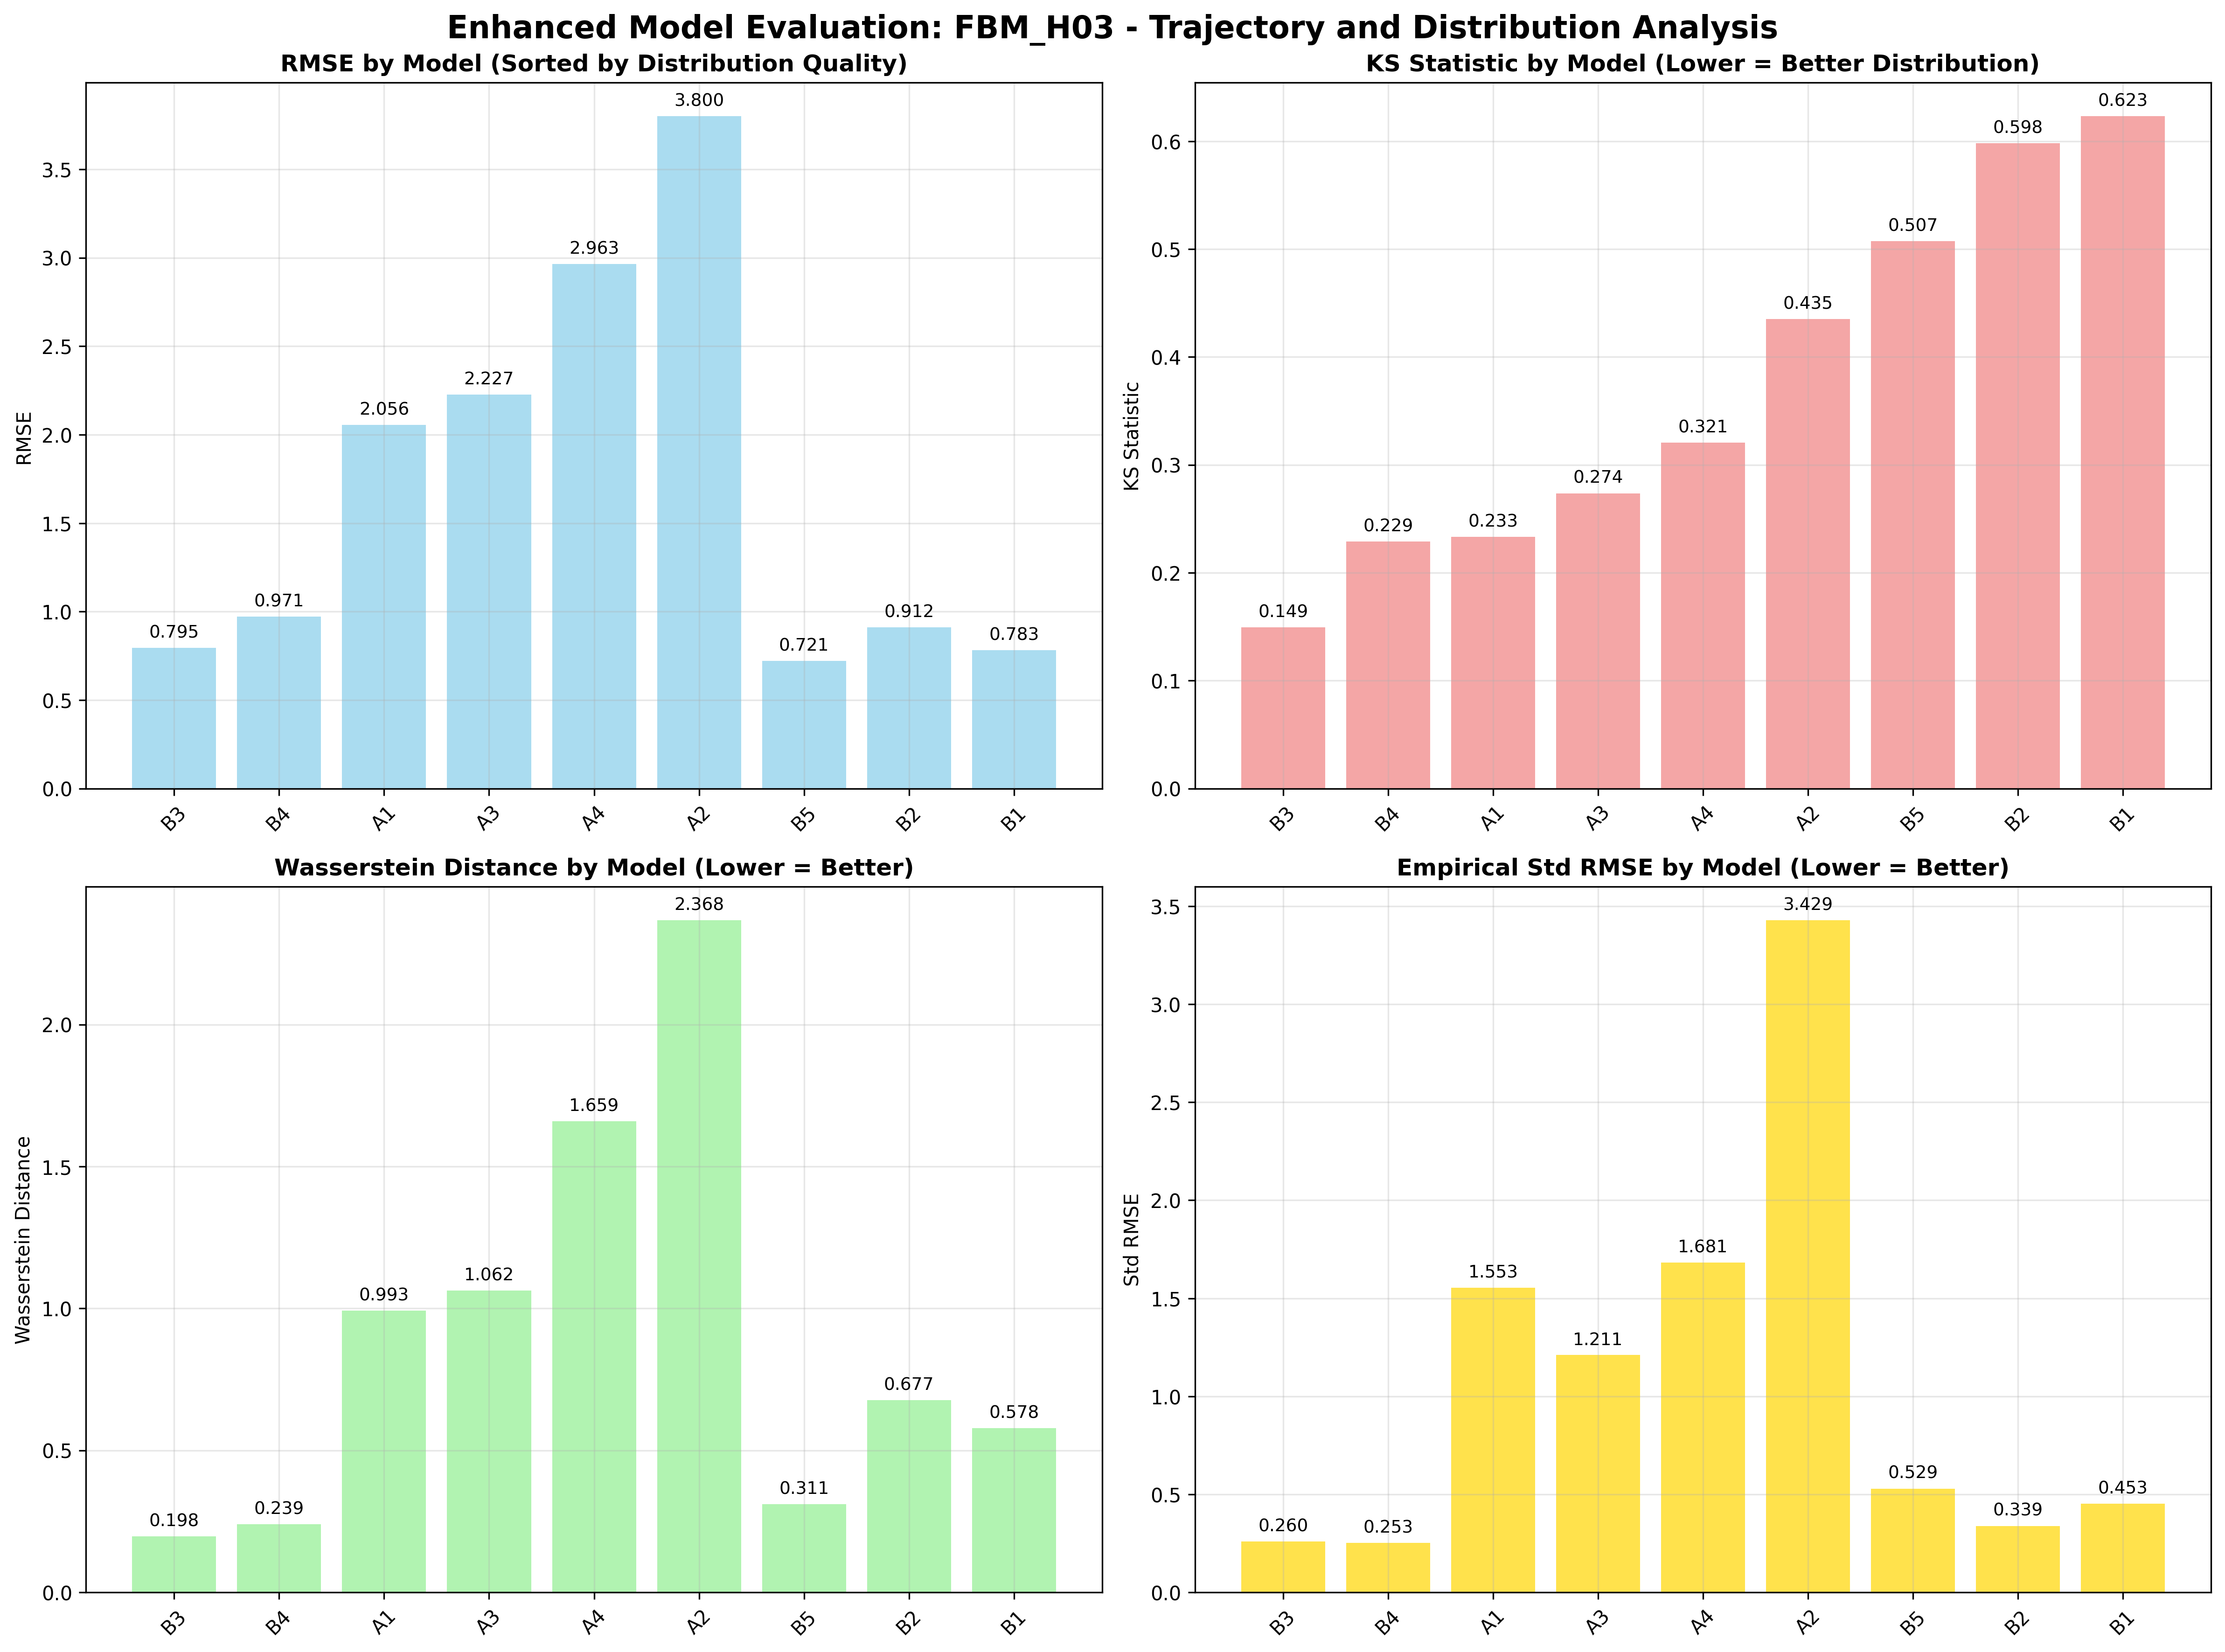 Enhanced Model Evaluation: FBM_H03 - Trajectory and Distribution Analysis
RMSE by Model (Sorted by Distribution Quality)
RMSE
3.5
3.0
2.5
2.0
1.5
1.0
0.5
0.0
0.795
0.971
2.056
2.227
2.963
3.800
0.721
0.912
0.783
B3
B4
A1
A3
A4
A2
B5
B2
B1
KS Statistic by Model (Lower = Better Distribution)
KS Statistic
0.6
0.5
0.4
0.3
0.2
0.1
0.0
0.149
0.229
0.233
0.274
0.321
0.435
0.507
0.598
0.623
B3
B4
A1
A3
A4
A2
B5
B2
B1
Wasserstein Distance by Model (Lower = Better)
Wasserstein Distance
2.0
1.5
1.0
0.5
0.0
0.198
0.239
0.993
1.062
1.659
2.368
0.311
0.677
0.578
B3
B4
A1
A3
A4
A2
B5
B2
B1
Empirical Std RMSE by Model (Lower = Better)
Std RMSE
3.5
3.0
2.5
2.0
1.5
1.0
0.5
0.0
0.260
0.253
1.553
1.211
1.681
3.429
0.529
0.339
0.453
B3
B4
A1
A3
A4
A2
B5
B2
B1